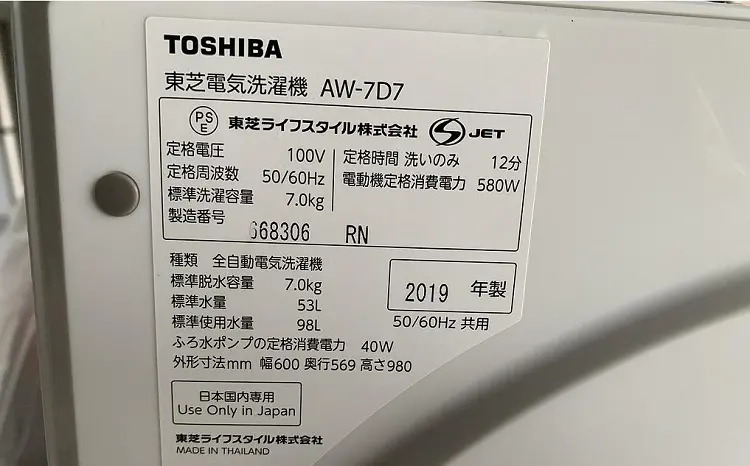 TOSHIBA
東芝電気洗濯機 AW-7D7
PS
E
東芝ライフスタイル株式会社
S JET
定格電圧 100V
定格周波数 50/60Hz
標準洗濯容量 7.0kg
製造番号
668306 RN
定格時間 洗いのみ 12分
電動機定格消費電力 580W
種類 全自動電気洗濯機
標準脱水容量 7.0kg
標準水量 53L
標準使用水量 98L
ふろ水ポンプの定格消費電力 40W
外形寸法mm 幅600 奥行569 高さ980
2019 年製
50/60Hz 共用
日本国内専用
Use Only in Japan
東芝ライフスタイル株式会社
MADE IN THAILAND